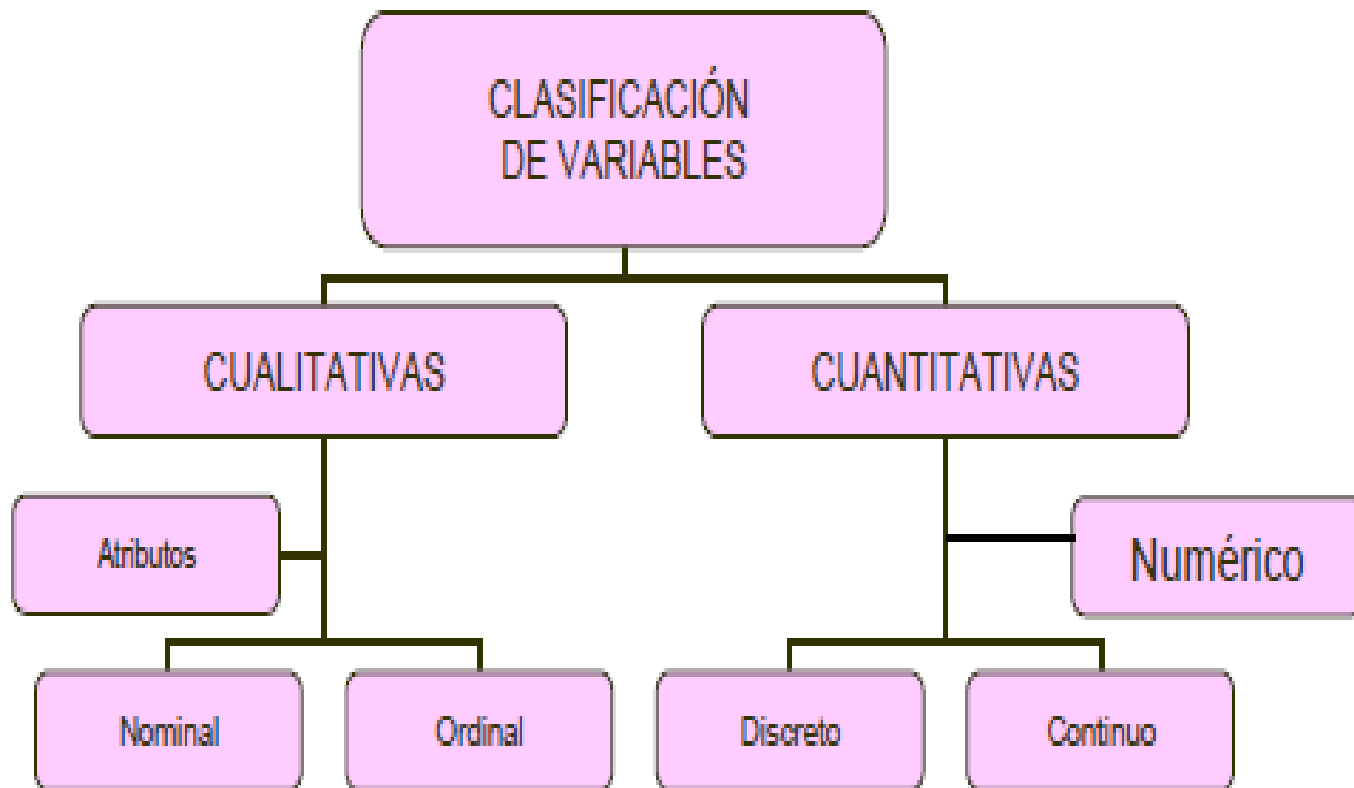 CLASIFICACIÓN
DE VARIABLES
CUALITATIVAS
CUANTITATIVAS
Atributos
Numérico
Nominal
Ordinal
Discreto
Continuo